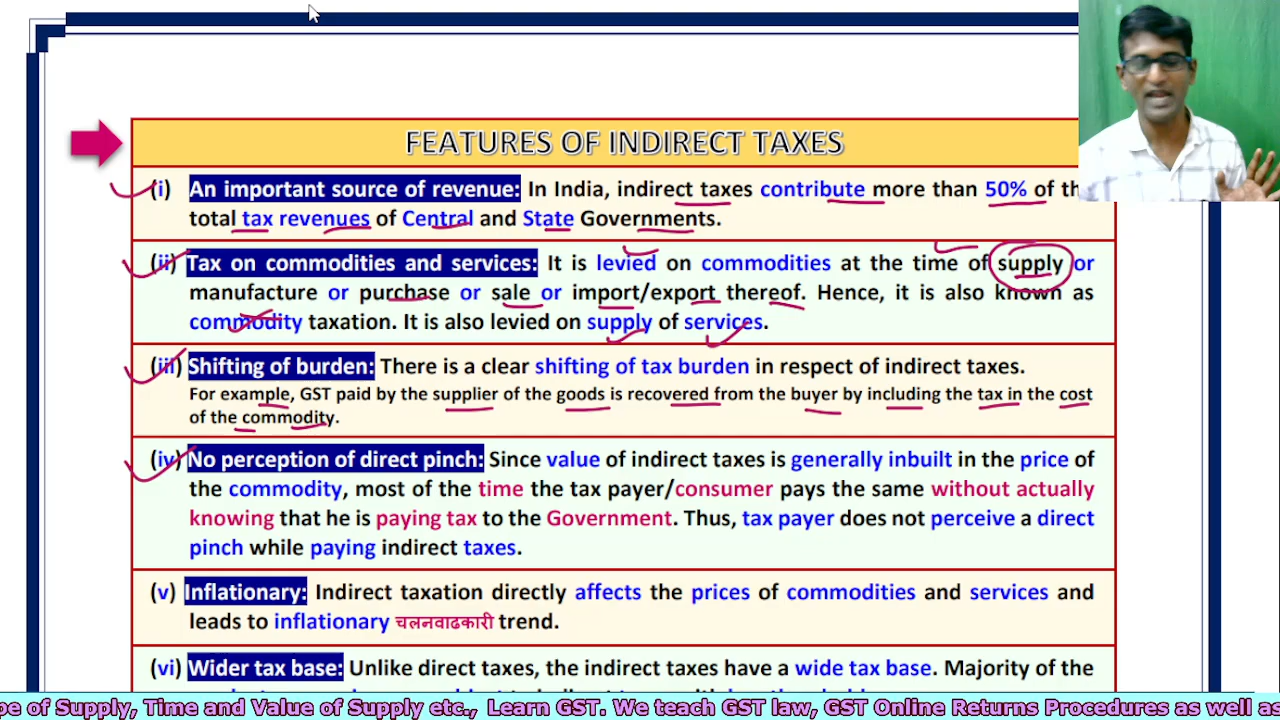 FEATURES OF INDIRECT TAXES
(i) An important source of revenue: In India, indirect taxes contribute more than 50% of
total tax revenues of Central and State Governments.
(ii) Tax on commodities and services: It is levied on commodities at the time of supply or
manufacture or purchase or sale or import/export thereof. Hence, it is also known as
commodity taxation. It is also levied on supply of services.
(iii) Shifting of burden: There is a clear shifting of tax burden in respect of indirect taxes.
For example, GST paid by the supplier of the goods is recovered from the buyer by including the tax in the cost
of the commodity.
(iv) No perception of direct pinch: Since value of indirect taxes is generally inbuilt in the price of
the commodity, most of the time the tax payer/consumer pays the same without actually
knowing that he is paying tax to the Government. Thus, tax payer does not perceive a direct
pinch while paying indirect taxes.
(v) Inflationary: Indirect taxation directly affects the prices of commodities and services and
leads to inflationary चलनवाढकारी trend.
(vi) Wider tax base: Unlike direct taxes, the indirect taxes have a wide tax base. Majority of the
pe of Supply, Time and Value of Supply etc., Learn GST. We teach GST law, GST Online Returns Procedures as well as